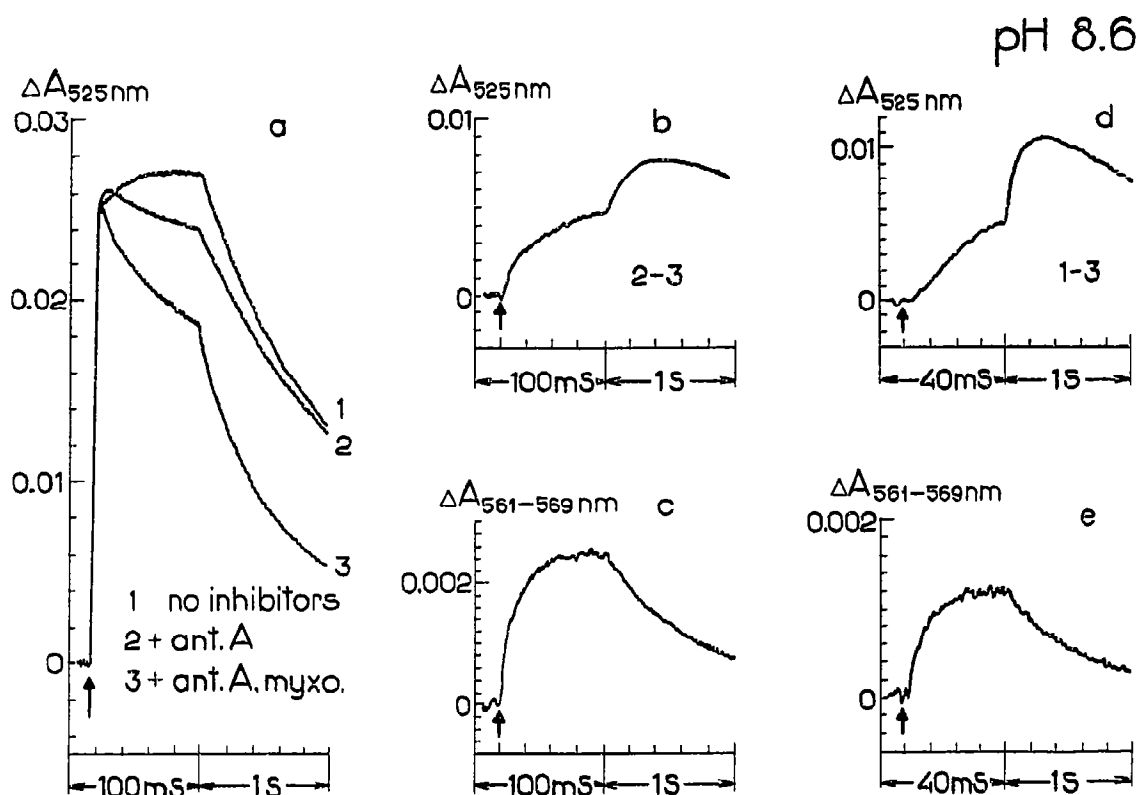 pH 8.6
ΔA525nm
a
0.03
0.02
0.01
0
1
2
3
1 no inhibitors
2 + ant. A
3 + ant. A, myxo.
100mS
1S
ΔA525nm
b
0.01
0
2-3
100mS
1S
ΔA561-569nm
c
0.002
0
100mS
1S
ΔA525nm
d
0.01
0
1-3
40mS
1S
ΔA561-569nm
e
0.002
0
40mS
1S